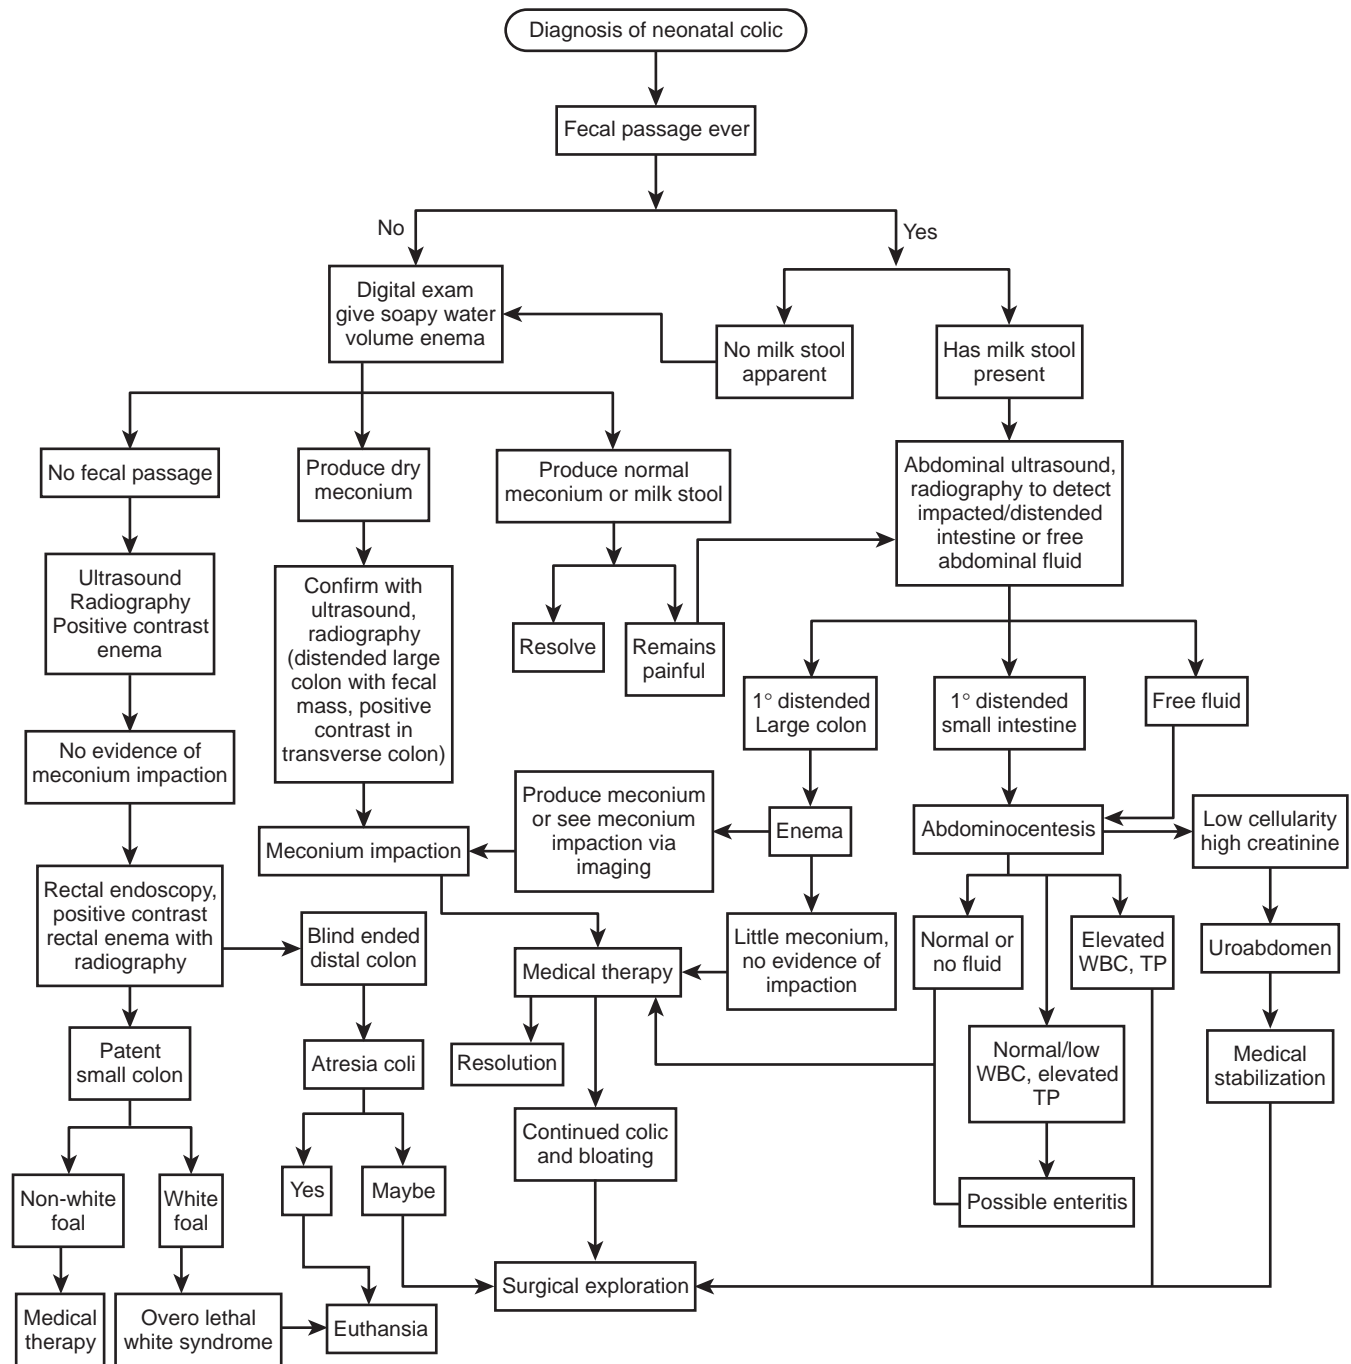 Diagnosis of neonatal colic
Fecal passage ever
No
Yes
Digital exam
give soapy water
volume enema
No milk stool
apparent
Has milk stool
present
No fecal passage
Produce dry
meconium
Produce normal
meconium or milk stool
Abdominal ultrasound,
radiography to detect
impacted/distended
intestine or free
abdominal fluid
Ultrasound
Radiography
Positive contrast
enema
Confirm with
ultrasound,
radiography
(distended large
colon with fecal
mass, positive
contrast in
transverse colon)
Resolve
Remains
painful
1° distended
Large colon
1° distended
small intestine
Free fluid
No evidence of
meconium impaction
Produce meconium
or see meconium
impaction via
imaging
Enema
Abdominocentesis
Low cellularity
high creatinine
Meconium impaction
Rectal endoscopy,
positive contrast
rectal enema with
radiography
Blind ended
distal colon
Medical therapy
Little meconium,
no evidence of
impaction
Normal or
no fluid
Elevated
WBC, TP
Uroabdomen
Patent
small colon
Atresia coli
Resolution
Normal/low
WBC, elevated
TP
Medical
stabilization
Continued colic
and bloating
Non-white
foal
White
foal
Yes
Maybe
Possible enteritis
Surgical exploration
Medical
therapy
Overo lethal
white syndrome
Euthansia